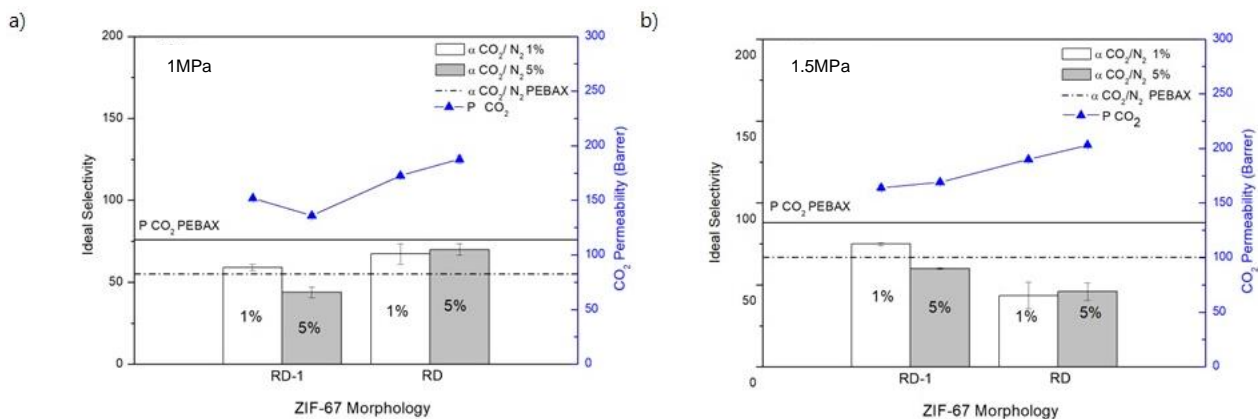 a)
200
150
100
50
0
Ideal Selectivity
1MPa
α CO₂/ N₂ 1%
α CO₂/ N₂ 5%
α CO₂/ N₂ PEBAX
P CO₂
P CO₂ PEBAX
1%
5%
1%
5%
RD-1
RD
ZIF-67 Morphology
300
250
200
150
100
50
0
CO₂ Permeability (Barrer)
b)
200
150
100
50
0
Ideal Selectivity
1.5MPa
α CO₂/N₂ 1%
α CO₂/N₂ 5%
α CO₂/N₂ PEBAX
P CO₂
P CO₂ PEBAX
1%
5%
1%
5%
RD-1
RD
ZIF-67 Morphology
300
250
200
150
100
50
0
CO₂ Permeability (Barrer)